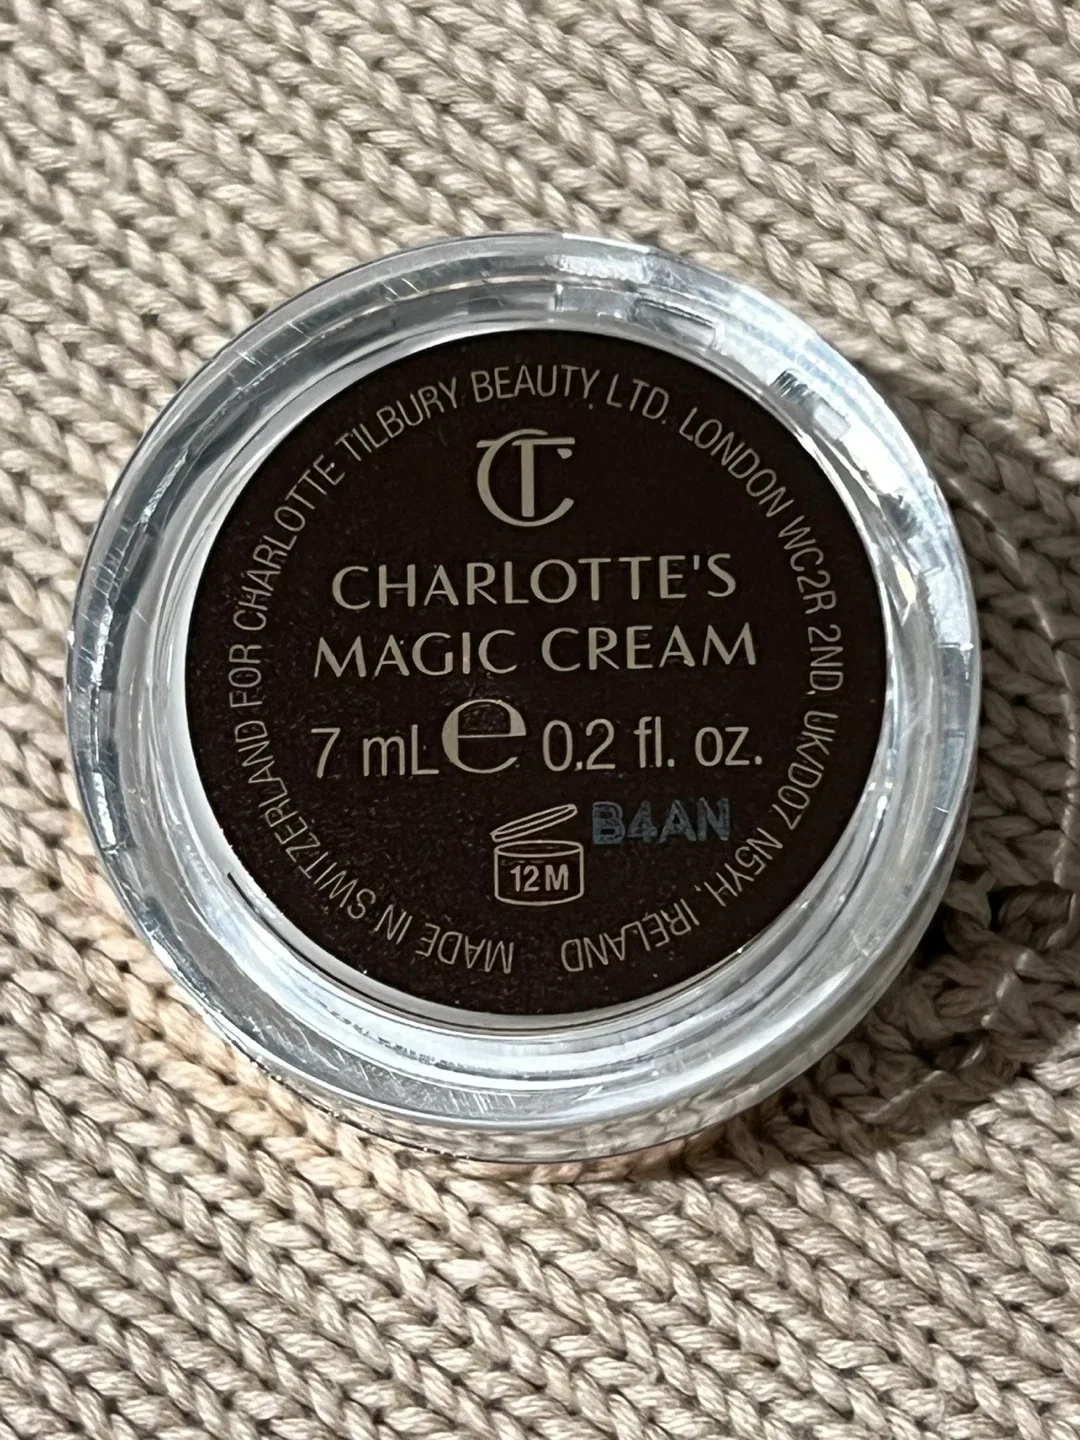 MADE IN SWITZERLAND FOR CHARLOTTE TILBURY BEAUTY LTD. LONDON WC2R 2ND, UK/D07 N5YH, IRELAND
CT
CHARLOTTE'S
MAGIC CREAM
7 mL e 0.2 fl. oz.
B4AN
12 M